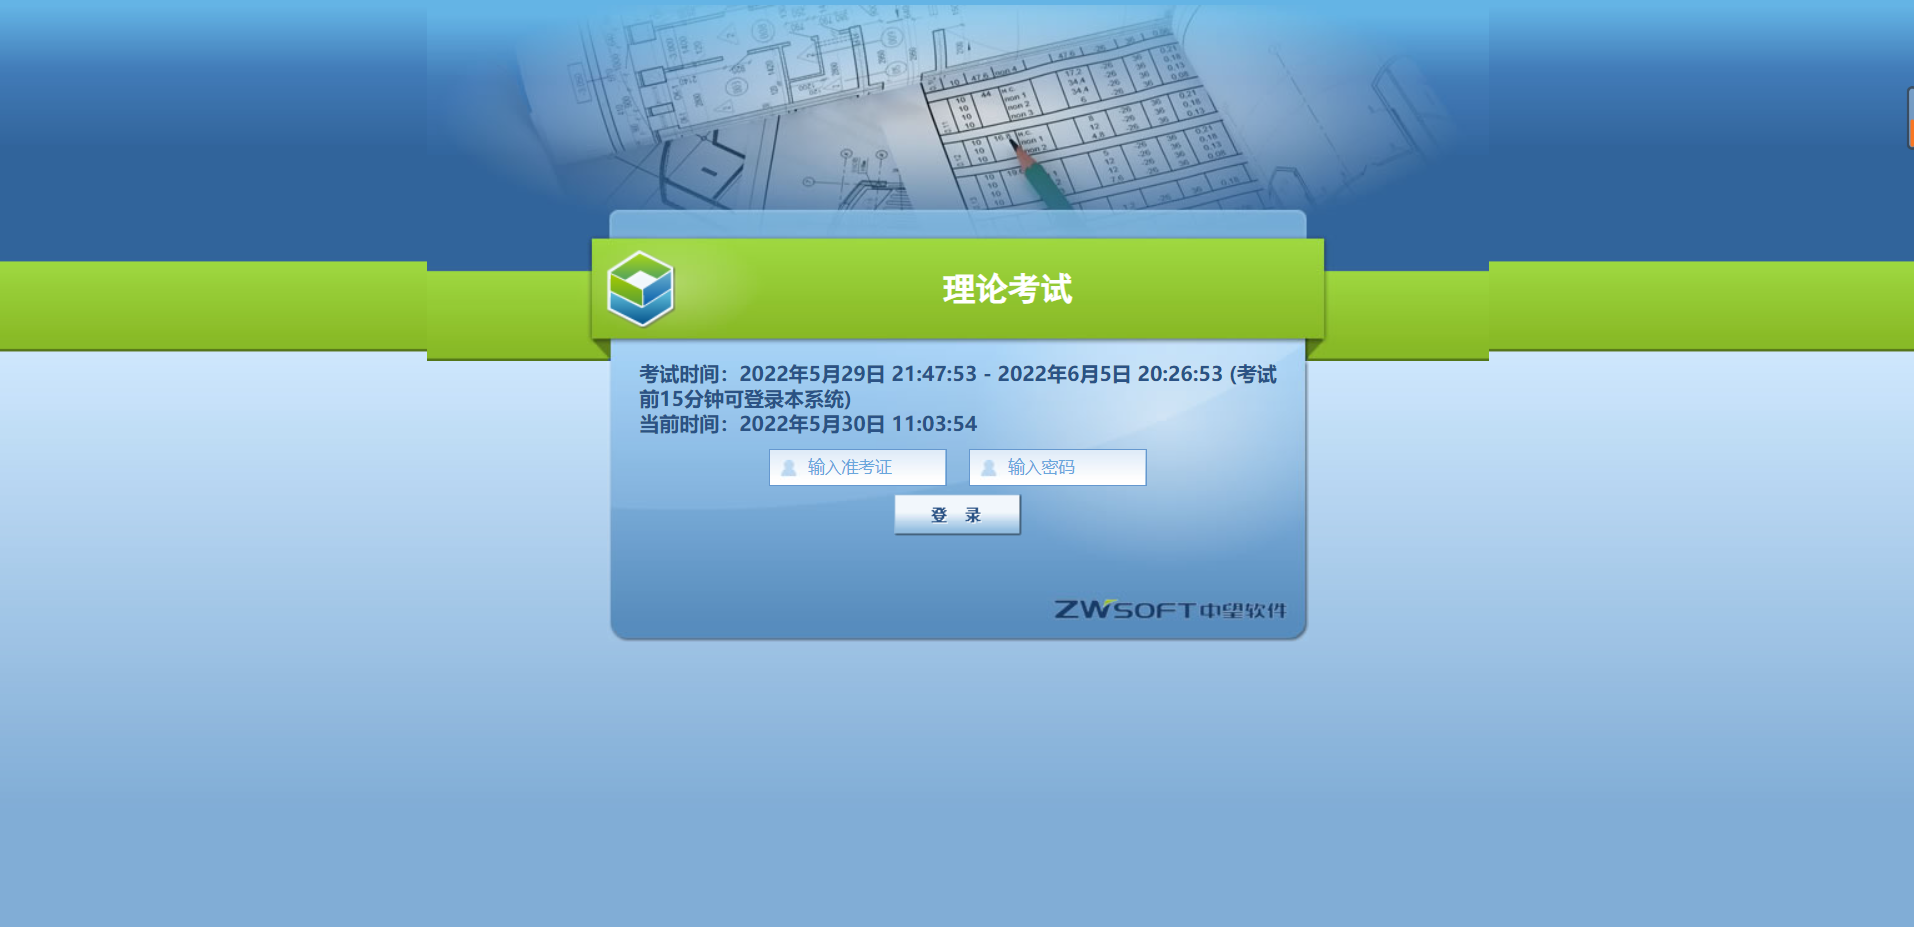 理论考试
考试时间：2022年5月29日 21:47:53 - 2022年6月5日 20:26:53 (考试
前15分钟可登录本系统)
当前时间：2022年5月30日 11:03:54
输入准考证
输入密码
登 录
ZWSOFT中望软件